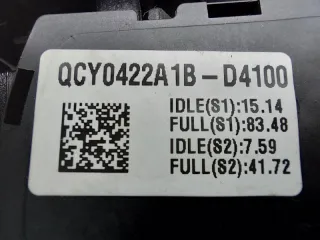 QCY0422A1B-D4100
IDLE(S1):15.14
FULL(S1):83.48
IDLE(S2):7.59
FULL(S2):41.72